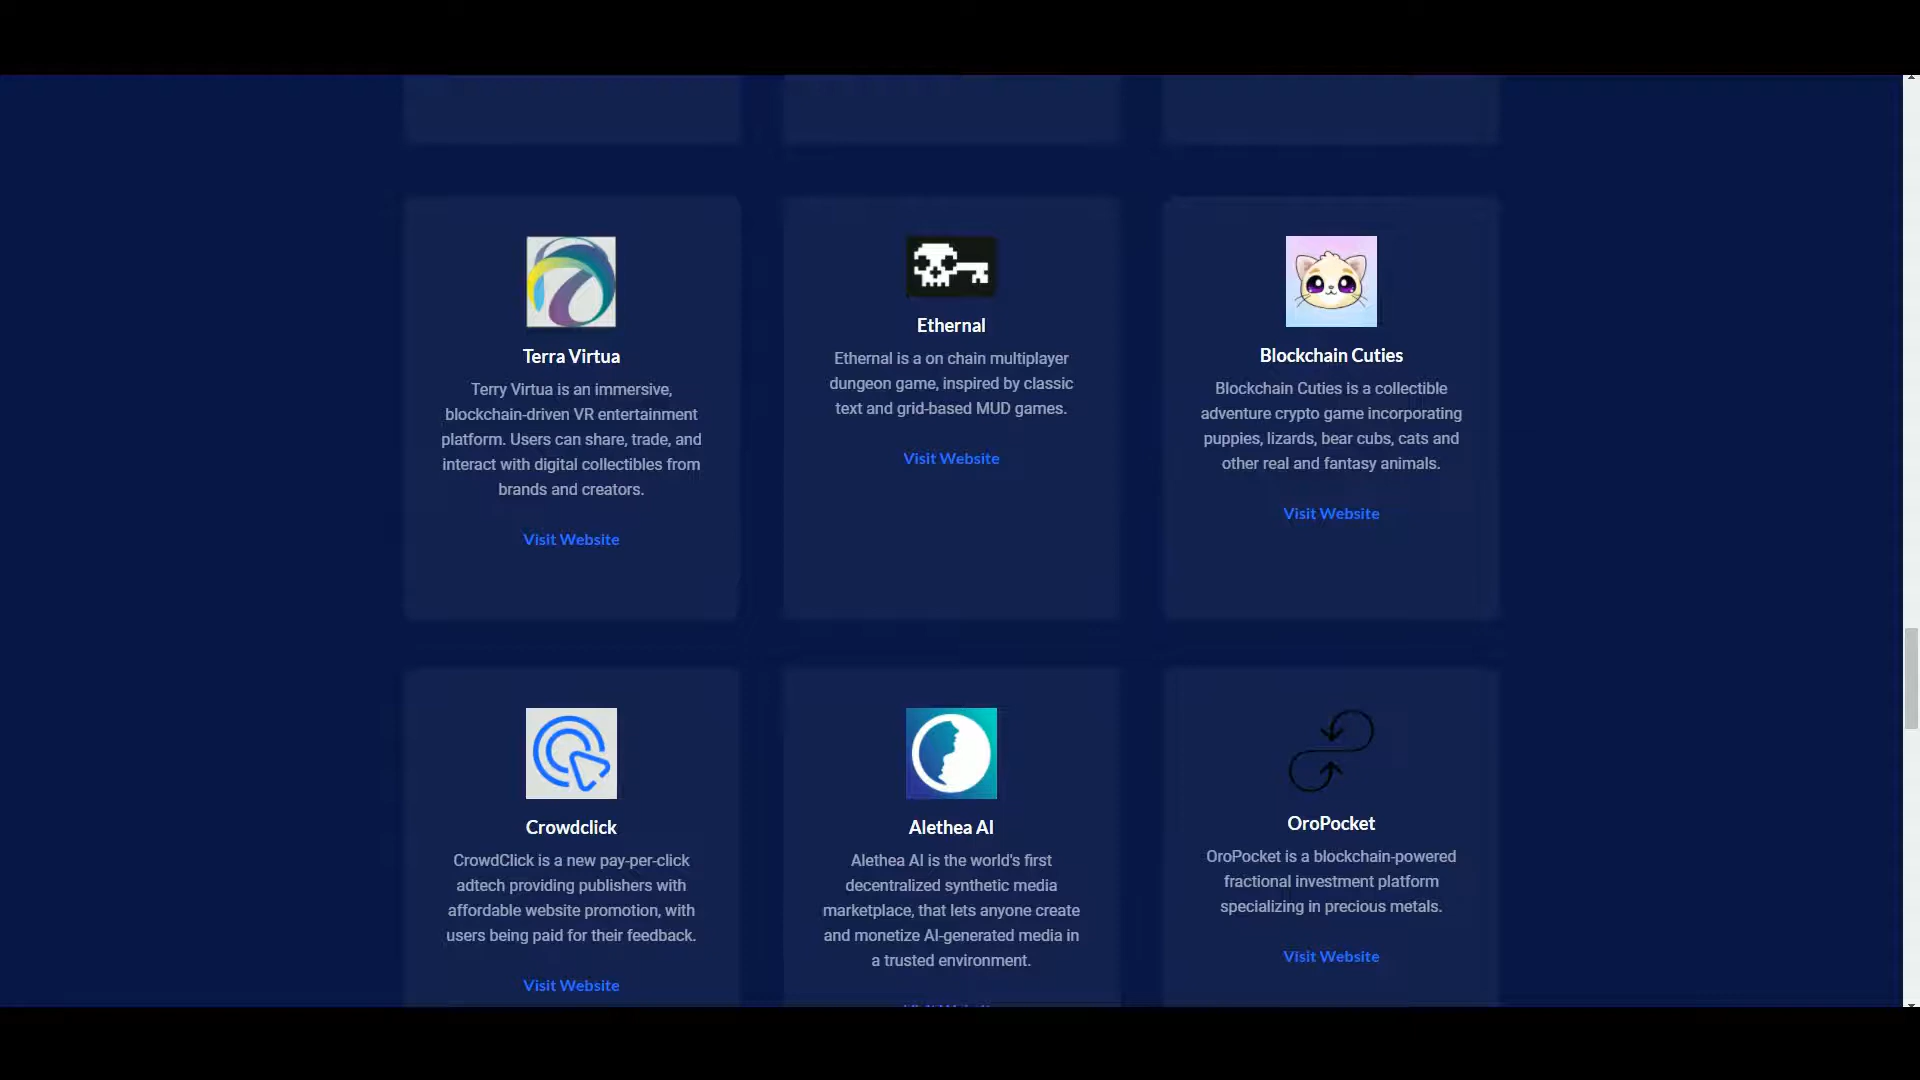 Terra Virtua
Terry Virtua is an immersive,
blockchain-driven VR entertainment
platform. Users can share, trade, and
interact with digital collectibles from
brands and creators.
Visit Website
Ethernal
Ethernal is a on chain multiplayer
dungeon game, inspired by classic
text and grid-based MUD games.
Visit Website
Blockchain Cuties
Blockchain Cuties is a collectible
adventure crypto game incorporating
puppies, lizards, bear cubs, cats and
other real and fantasy animals.
Visit Website
Crowdclick
CrowdClick is a new pay-per-click
adtech providing publishers with
affordable website promotion, with
users being paid for their feedback.
Visit Website
Alethea AI
Alethea AI is the world's first
decentralized synthetic media
marketplace, that lets anyone create
and monetize AI-generated media in
a trusted environment.
OroPocket
OroPocket is a blockchain-powered
fractional investment platform
specializing in precious metals.
Visit Website